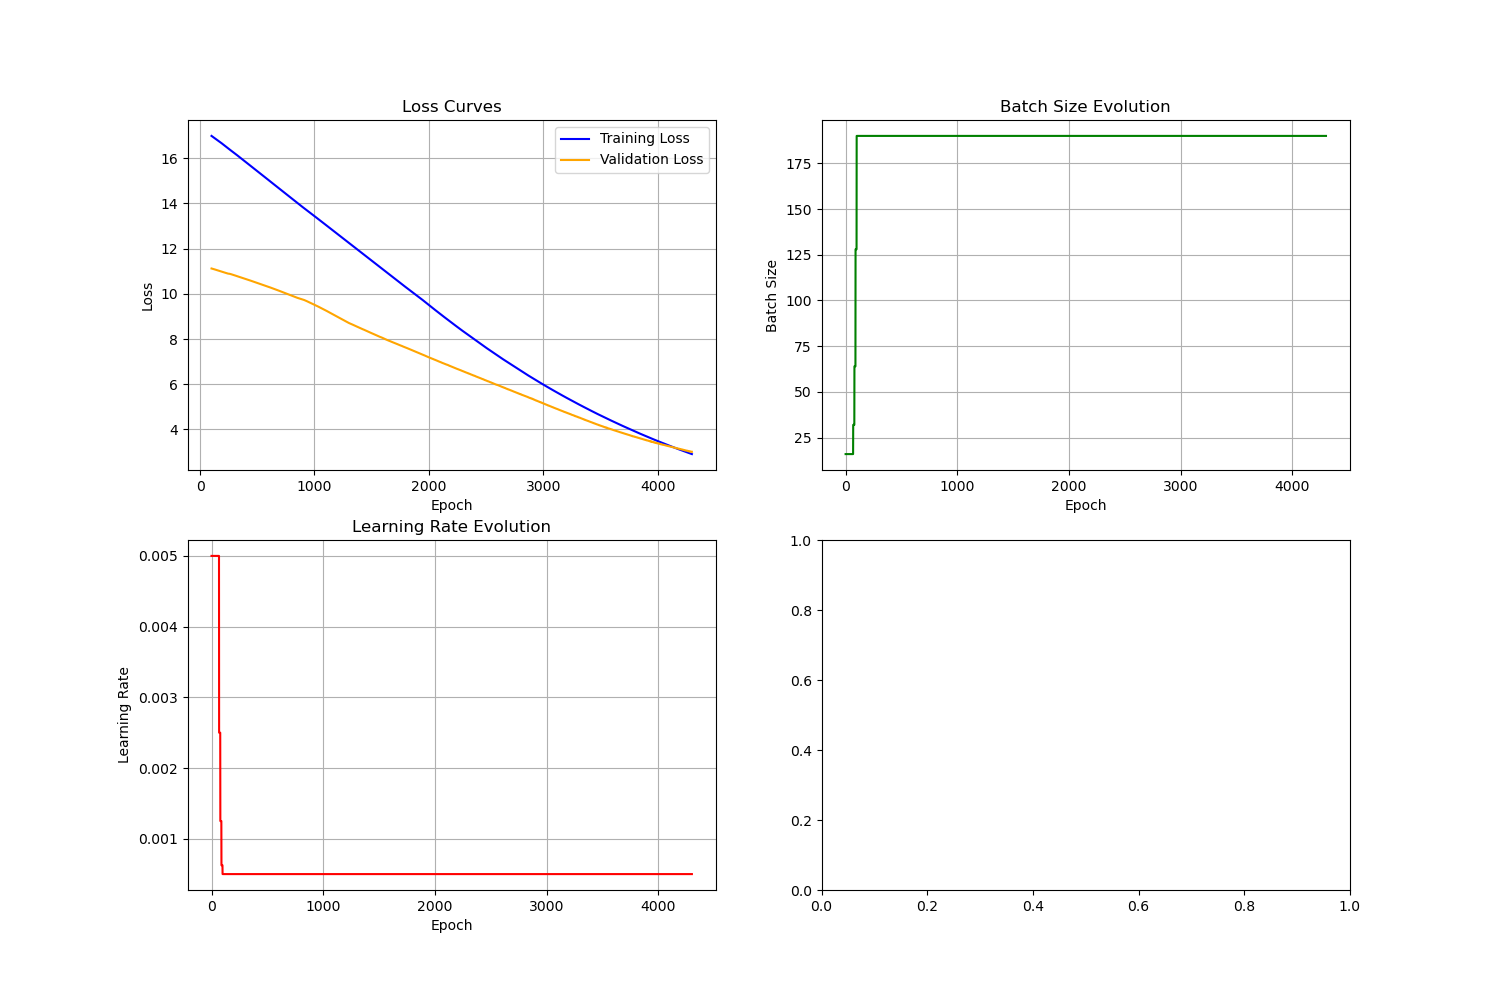 Loss Curves
Training Loss
Validation Loss
16
14
12
10
8
6
4
Loss
0 1000 2000 3000 4000
Epoch
Batch Size Evolution
175
150
125
100
75
50
25
Batch Size
0 1000 2000 3000 4000
Epoch
Learning Rate Evolution
0.005
0.004
0.003
0.002
0.001
Learning Rate
0 1000 2000 3000 4000
Epoch
1.0
0.8
0.6
0.4
0.2
0.0
0.0 0.2 0.4 0.6 0.8 1.0